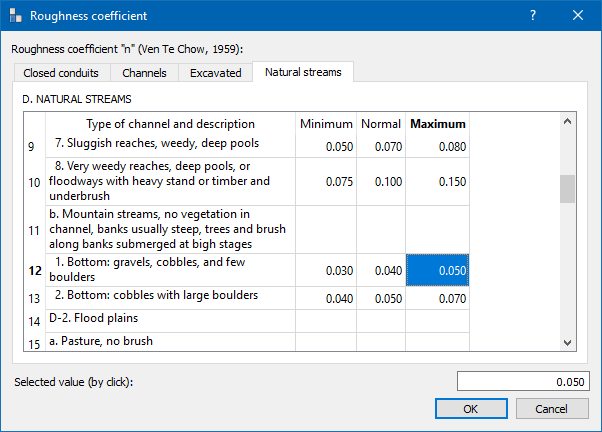 Roughness coefficient
Roughness coefficient "n" (Ven Te Chow, 1959):
Closed conduits Channels Excavated Natural streams
D. NATURAL STREAMS
Type of channel and description Minimum Normal Maximum
9 7. Sluggish reaches, weedy, deep pools 0.050 0.070 0.080
8. Very weedy reaches, deep pools, or
10 floodways with heavy stand or timber and 0.075 0.100 0.150
underbrush
b. Mountain streams, no vegetation in
11 channel, banks usually steep, trees and brush
along banks submerged at bigh stages
12 1. Bottom: gravels, cobbles, and few 0.030 0.040 0.050
boulders
13 2. Bottom: cobbles with large boulders 0.040 0.050 0.070
14 D-2. Flood plains
15 a. Pasture, no brush
Selected value (by click): 0.050
OK Cancel